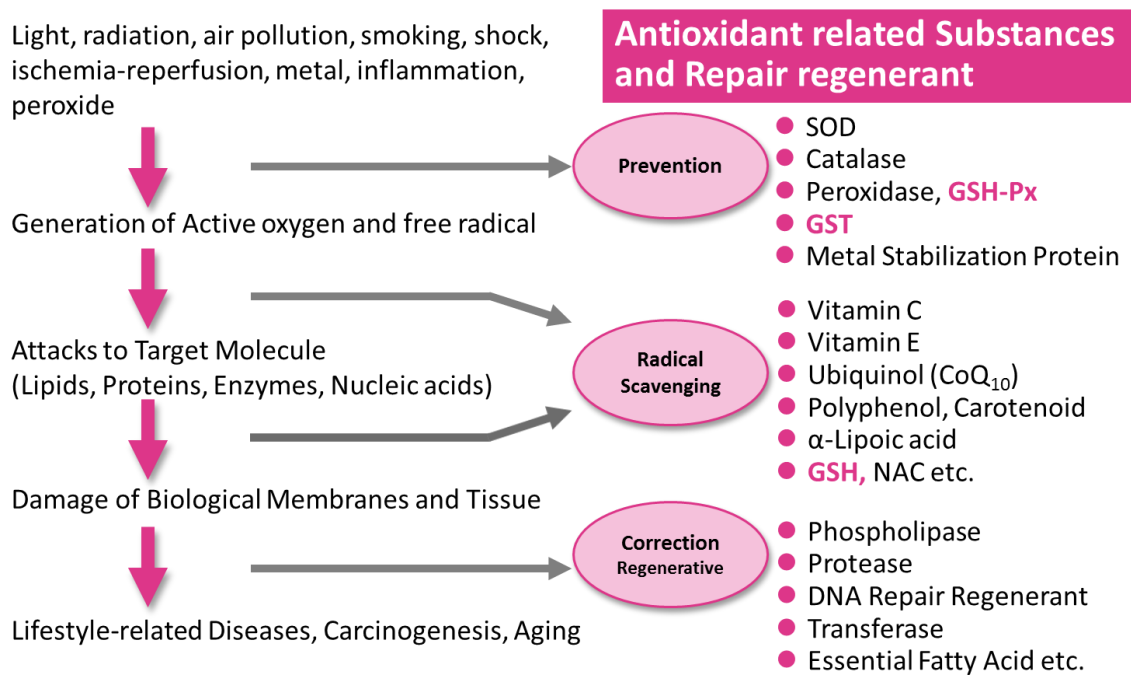 Light, radiation, air pollution, smoking, shock,
ischemia-reperfusion, metal, inflammation,
peroxide
Generation of Active oxygen and free radical
Attacks to Target Molecule
(Lipids, Proteins, Enzymes, Nucleic acids)
Damage of Biological Membranes and Tissue
Lifestyle-related Diseases, Carcinogenesis, Aging
Antioxidant related Substances
and Repair regenerant
Prevention
● SOD
● Catalase
● Peroxidase, GSH-Px
● GST
● Metal Stabilization Protein
Radical
Scavenging
● Vitamin C
● Vitamin E
● Ubiquinol (CoQ₁₀)
● Polyphenol, Carotenoid
● α-Lipoic acid
● GSH, NAC etc.
Correction
Regenerative
● Phospholipase
● Protease
● DNA Repair Regenerant
● Transferase
● Essential Fatty Acid etc.